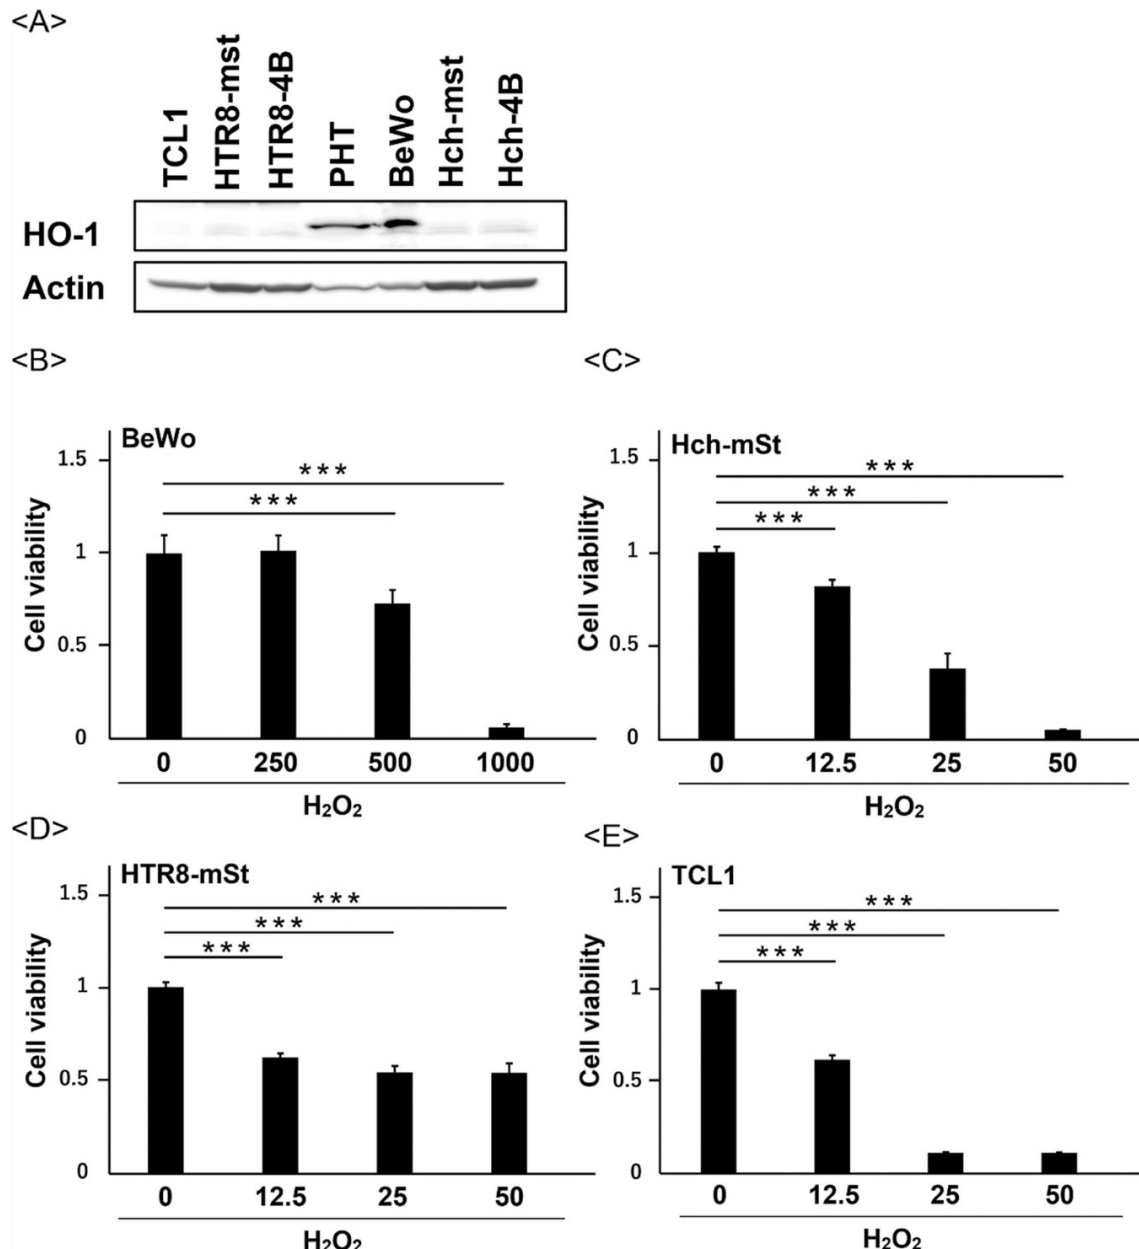 <A>
TCL1
HTR8-mst
HTR8-4B
PHT
BeWo
Hch-mst
Hch-4B
HO-1
Actin
<B>
BeWo
***
***
Cell viability
1.5
1
0.5
0
0 250 500 1000
H₂O₂
<C>
Hch-mSt
***
***
***
Cell viability
1.5
1
0.5
0
0 12.5 25 50
H₂O₂
<D>
HTR8-mSt
***
***
***
Cell viability
1.5
1
0.5
0
0 12.5 25 50
H₂O₂
<E>
TCL1
***
***
***
Cell viability
1.5
1
0.5
0
0 12.5 25 50
H₂O₂